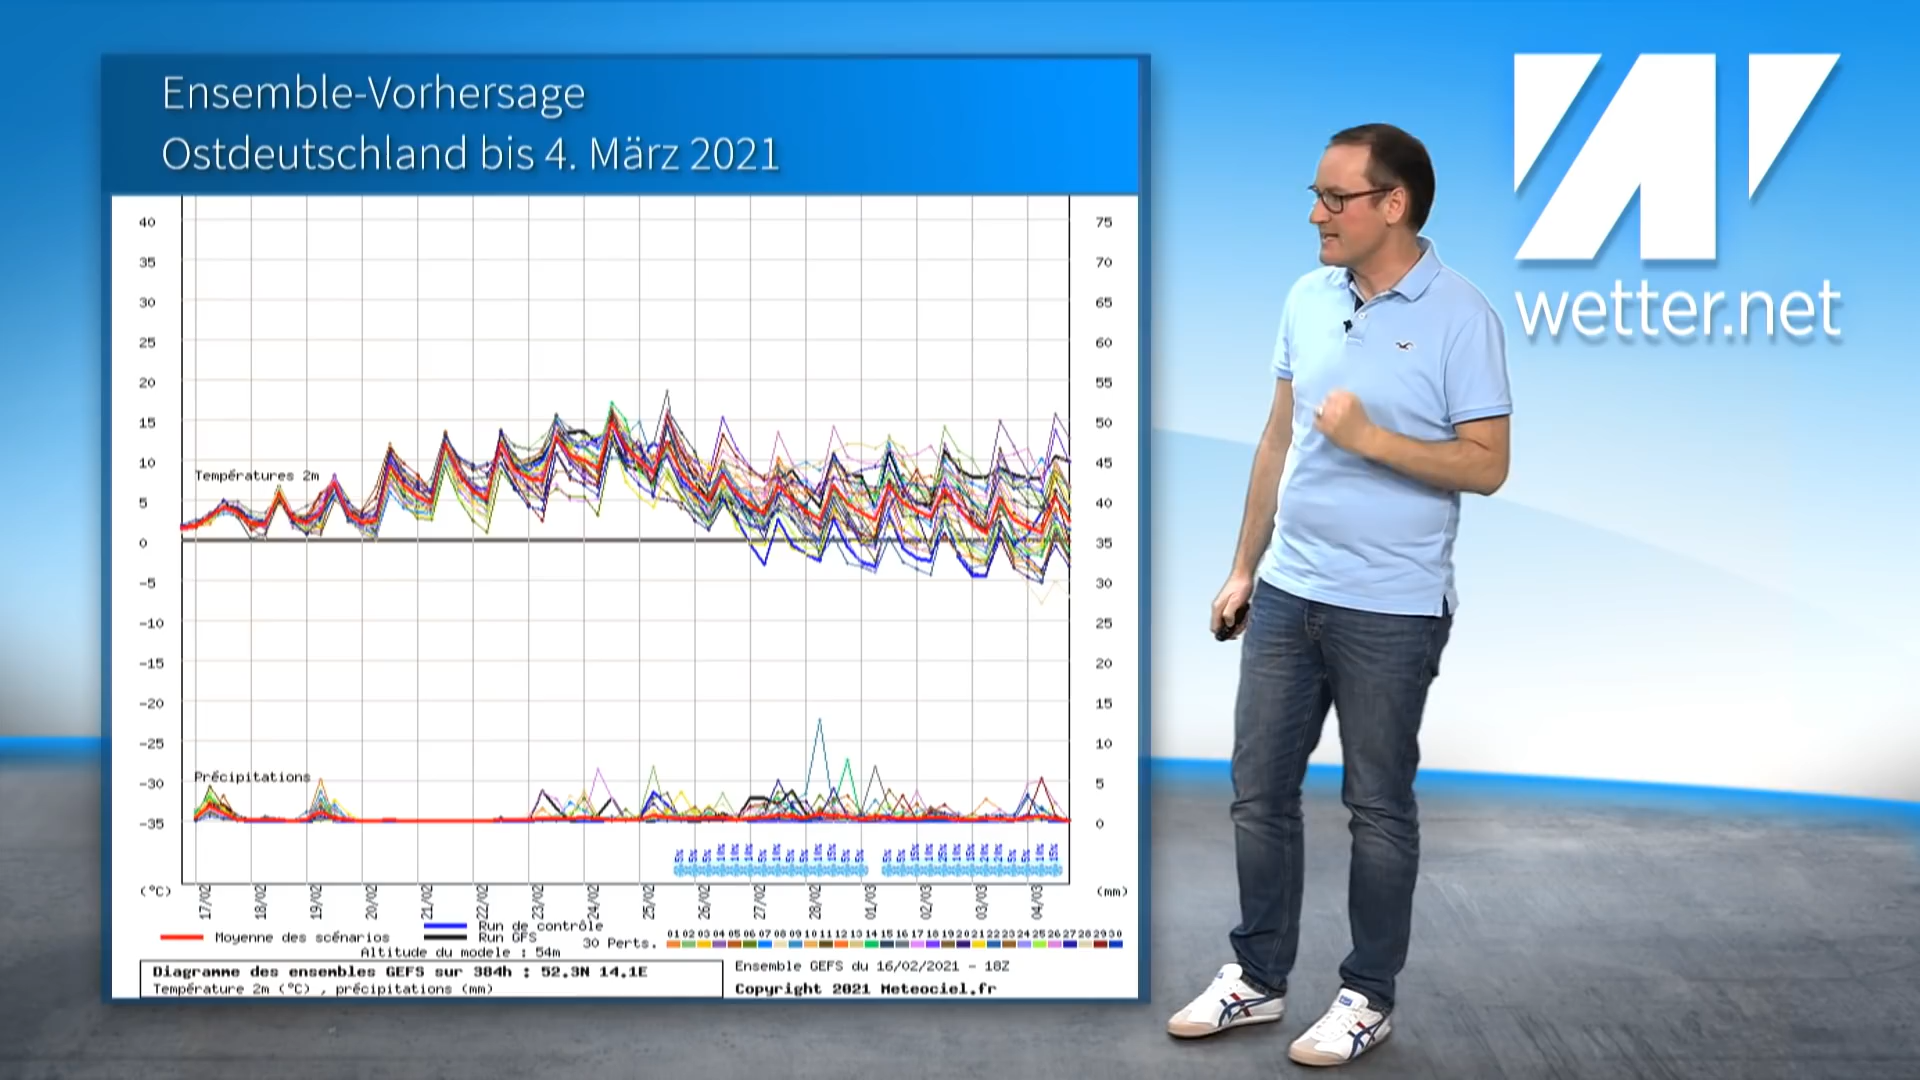 Ensemble-Vorhersage
Ostdeutschland bis 4. März 2021
wetter.net
40 75
35 70
30 65
25 60
20 55
15 50
10 45
Températures 2m
5 40
0 35
-5 30
-10 25
-15 20
-20 15
-25 10
-30 5
Précipitations
-35 0
(°C) 17/02 18/02 19/02 20/02 21/02 22/02 23/02 24/02 25/02 26/02 27/02 28/02 01/03 02/03 03/03 04/03 (mm)
Moyenne des scénarios
Run de contrôle
Run GFS
30 Perts. 01 02 03 04 05 06 07 08 09 10 11 12 13 14 15 16 17 18 19 20 21 22 23 24 25 26 27 28 29 30
Altitude du modele : 54m
Diagramme des ensembles GEFS sur 384h : 52.3N 14.1E
Température 2m (°C) , précipitations (mm)
Ensemble GEFS du 16/02/2021 - 18Z
Copyright 2021 Meteociel.fr